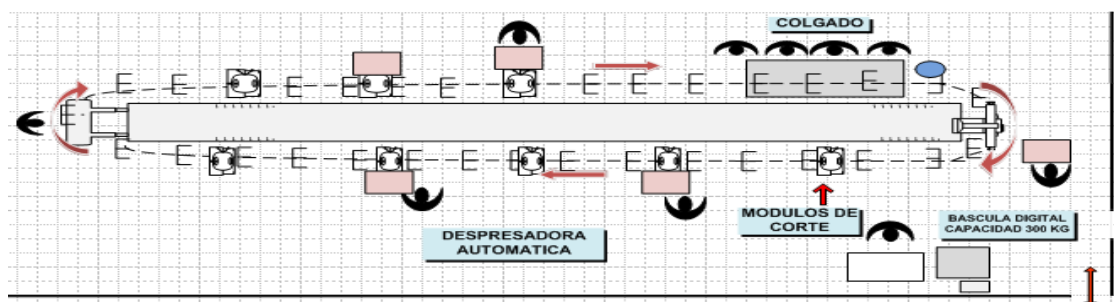 COLGADO
MODULOS DE
CORTE
BASCULA DIGITAL
CAPACIDAD 300 KG
DESPRESADORA
AUTOMATICA